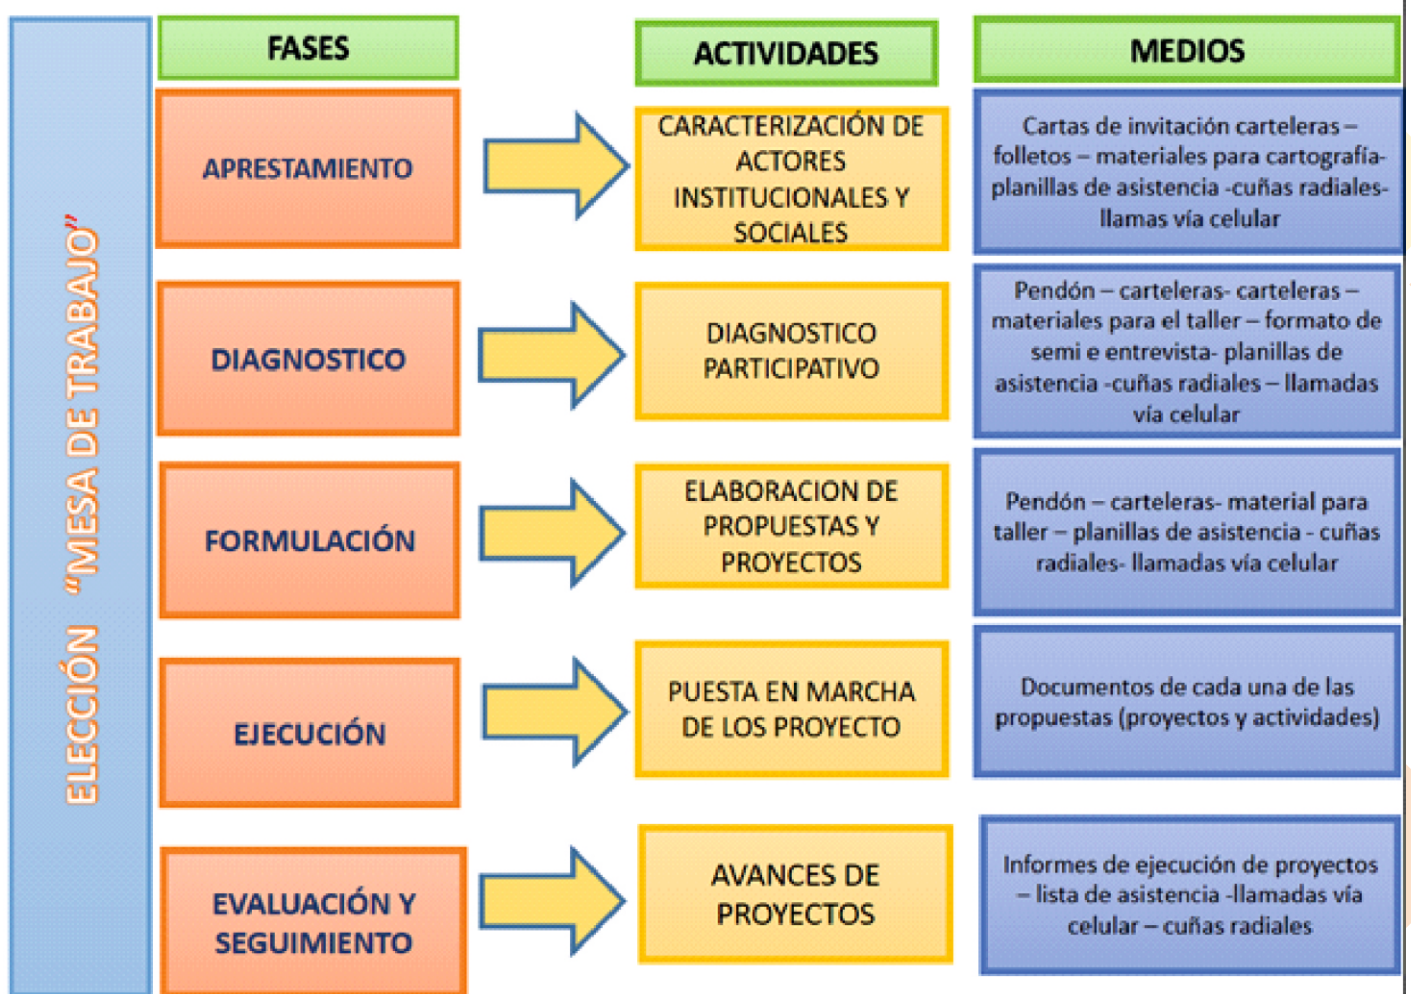 ELECCIÓN “MESA DE TRABAJO”
FASES
ACTIVIDADES
MEDIOS
APRESTAMIENTO
CARACTERIZACIÓN DE
ACTORES
INSTITUCIONALES Y
SOCIALES
Cartas de invitación carteleras –
folletos – materiales para cartografía-
planillas de asistencia -cuñas radiales-
llamas vía celular
DIAGNOSTICO
DIAGNOSTICO
PARTICIPATIVO
Pendón – carteleras- carteleras –
materiales para el taller – formato de
semi e entrevista- planillas de
asistencia -cuñas radiales – llamadas
vía celular
FORMULACIÓN
ELABORACION DE
PROPUESTAS Y
PROYECTOS
Pendón – carteleras- material para
taller – planillas de asistencia - cuñas
radiales- llamadas vía celular
EJECUCIÓN
PUESTA EN MARCHA
DE LOS PROYECTO
Documentos de cada una de las
propuestas (proyectos y actividades)
EVALUACIÓN Y
SEGUIMIENTO
AVANCES DE
PROYECTOS
Informes de ejecución de proyectos
– lista de asistencia -llamadas vía
celular – cuñas radiales